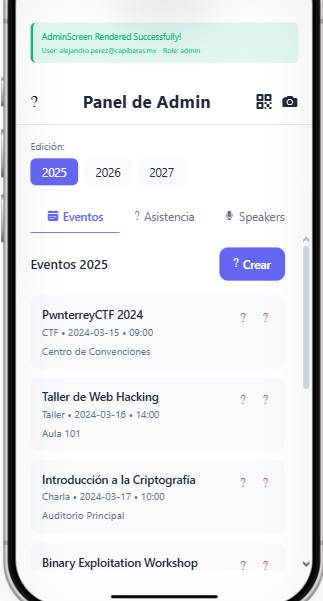 AdminScreen Rendered Successfully!
User: alejandro.perez@capibaras.mx · Role: admin
? Panel de Admin
Edición:
2025 2026 2027
Eventos ? Asistencia Speakers
Eventos 2025 ? Crear
PwnterreyCTF 2024 ? ?
CTF • 2024-03-15 • 09:00
Centro de Convenciones
Taller de Web Hacking ? ?
Taller • 2024-03-16 • 14:00
Aula 101
Introducción a la Criptografía ? ?
Charla • 2024-03-17 • 10:00
Auditorio Principal
Binary Exploitation Workshop ? ?